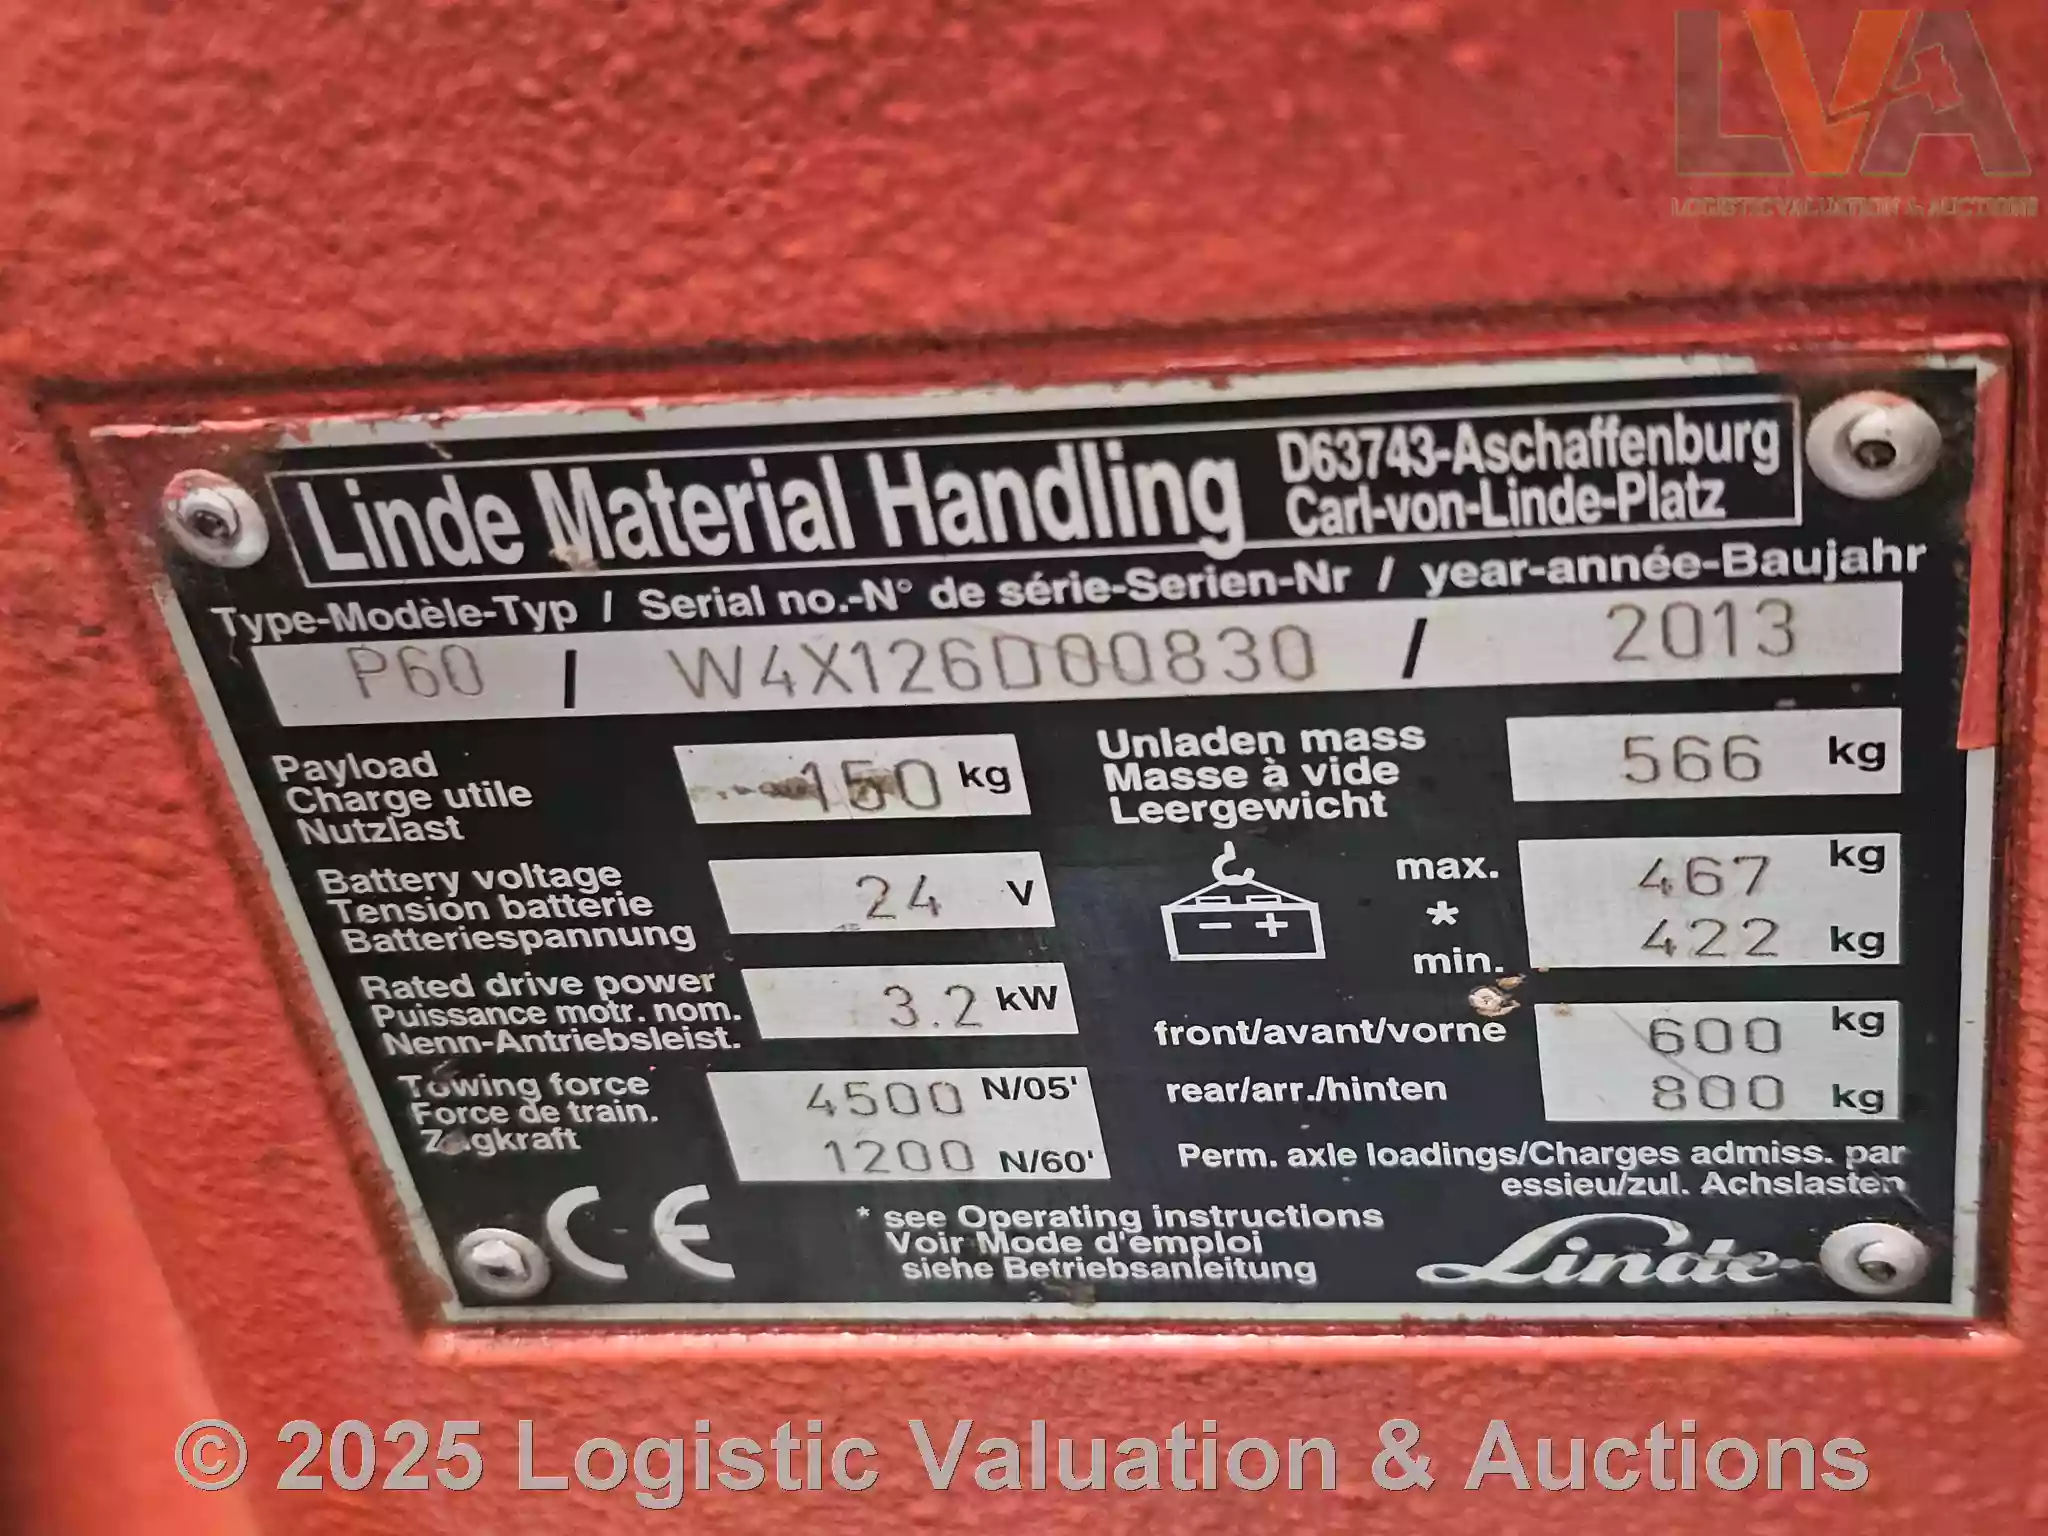 LVA
LOGISTIC VALUATION & AUCTIONS
Linde Material Handling
D63743-Aschaffenburg
Carl-von-Linde-Platz
Type-Modèle-Typ / Serial no.-N° de série-Serien-Nr / year-année-Baujahr
P60 / W4X126D00830 / 2013
Payload
Charge utile
Nutzlast
150 kg
Battery voltage
Tension batterie
Batteriespannung
24 V
Rated drive power
Puissance motr. nom.
Nenn-Antriebsleist.
3.2 kW
Towing force
Force de train.
Zugkraft
4500 N/05'
1200 N/60'
Unladen mass
Masse à vide
Leergewicht
566 kg
- +
max. 467 kg
*
min. 422 kg
front/avant/vorne 600 kg
rear/arr./hinten 800 kg
Perm. axle loadings/Charges admiss. par
essieu/zul. Achslasten
CE
* see Operating instructions
Voir Mode d'emploi
siehe Betriebsanleitung
Linde
© 2025 Logistic Valuation & Auctions